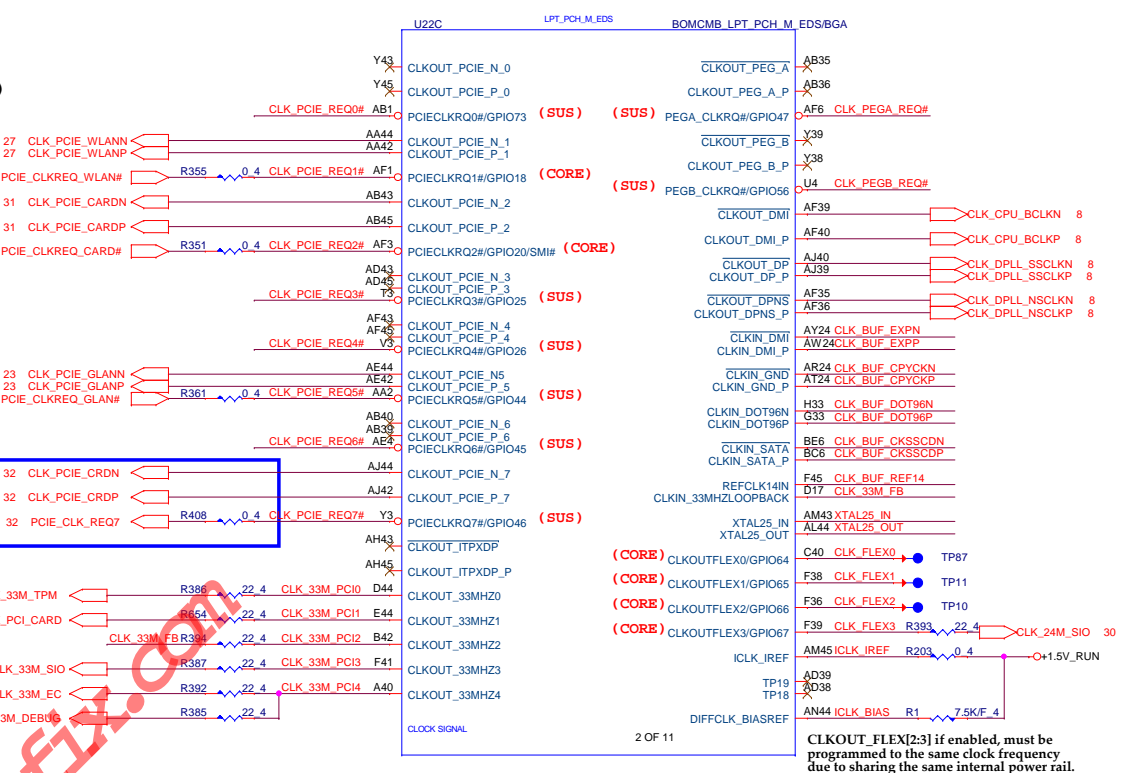 U22C LPT_PCH_M_EDS BOMCMB_LPT_PCH_M_EDS/BGA
)
Y43 CLKOUT_PCIE_N_0
Y45 CLKOUT_PCIE_P_0
CLK_PCIE_REQ0# AB1 PCIECLKRQ0#/GPIO73 (SUS)
27 CLK_PCIE_WLANN AA44 CLKOUT_PCIE_N_1
27 CLK_PCIE_WLANP AA42 CLKOUT_PCIE_P_1
PCIE_CLKREQ_WLAN# R355 0_4 CLK_PCIE_REQ1# AF1 PCIECLKRQ1#/GPIO18 (CORE)
31 CLK_PCIE_CARDN AB43 CLKOUT_PCIE_N_2
31 CLK_PCIE_CARDP AB45 CLKOUT_PCIE_P_2
PCIE_CLKREQ_CARD# R351 0_4 CLK_PCIE_REQ2# AF3 PCIECLKRQ2#/GPIO20/SMI# (CORE)
AD43 CLKOUT_PCIE_N_3
AD45 CLKOUT_PCIE_P_3
CLK_PCIE_REQ3# T3 PCIECLKRQ3#/GPIO25 (SUS)
AF43 CLKOUT_PCIE_N_4
AF45 CLKOUT_PCIE_P_4
CLK_PCIE_REQ4# V3 PCIECLKRQ4#/GPIO26 (SUS)
23 CLK_PCIE_GLANN AE44 CLKOUT_PCIE_N5
23 CLK_PCIE_GLANP AE42 CLKOUT_PCIE_P_5
PCIE_CLKREQ_GLAN# R361 0_4 CLK_PCIE_REQ5# AA2 PCIECLKRQ5#/GPIO44 (SUS)
AB40 CLKOUT_PCIE_N_6
AB39 CLKOUT_PCIE_P_6
CLK_PCIE_REQ6# AE4 PCIECLKRQ6#/GPIO45 (SUS)
32 CLK_PCIE_CRDN AJ44 CLKOUT_PCIE_N_7
32 CLK_PCIE_CRDP AJ42 CLKOUT_PCIE_P_7
32 PCIE_CLK_REQ7 R408 0_4 CLK_PCIE_REQ7# Y3 PCIECLKRQ7#/GPIO46 (SUS)
AH43 CLKOUT_ITPXDP
AH45 CLKOUT_ITPXDP_P
_33M_TPM R386 22_4 CLK_33M_PCI0 D44 CLKOUT_33MHZ0
_PCI_CARD R654 22_4 CLK_33M_PCI1 E44 CLKOUT_33MHZ1
CLK_33M_FB R394 22_4 CLK_33M_PCI2 B42 CLKOUT_33MHZ2
LK_33M_SIO R387 22_4 CLK_33M_PCI3 F41 CLKOUT_33MHZ3
LK_33M_EC R392 22_4 CLK_33M_PCI4 A40 CLKOUT_33MHZ4
3M_DEBUG R385 22_4
CLOCK SIGNAL
2 OF 11
CLKOUT_PEG_A AB35
CLKOUT_PEG_A_P AB36
(SUS) PEGA_CLKRQ#/GPIO47 AF6 CLK_PEGA_REQ#
CLKOUT_PEG_B Y39
CLKOUT_PEG_B_P Y38
(SUS) PEGB_CLKRQ#/GPIO56 U4 CLK_PEGB_REQ#
CLKOUT_DMI AF39 CLK_CPU_BCLKN 8
CLKOUT_DMI_P AF40 CLK_CPU_BCLKP 8
CLKOUT_DP AJ40 CLK_DPLL_SSCLKN 8
CLKOUT_DP_P AJ39 CLK_DPLL_SSCLKP 8
CLKOUT_DPNS AF35 CLK_DPLL_NSCLKN 8
CLKOUT_DPNS_P AF36 CLK_DPLL_NSCLKP 8
CLKIN_DMI AY24 CLK_BUF_EXPN
CLKIN_DMI_P AW24 CLK_BUF_EXPP
CLKIN_GND AR24 CLK_BUF_CPYCKN
CLKIN_GND_P AT24 CLK_BUF_CPYCKP
CLKIN_DOT96N H33 CLK_BUF_DOT96N
CLKIN_DOT96P G33 CLK_BUF_DOT96P
CLKIN_SATA BE6 CLK_BUF_CKSSCDN
CLKIN_SATA_P BC6 CLK_BUF_CKSSCDP
REFCLK14IN F45 CLK_BUF_REF14
CLKIN_33MHZLOOPBACK D17 CLK_33M_FB
XTAL25_IN AM43 XTAL25_IN
XTAL25_OUT AL44 XTAL25_OUT
(CORE) CLKOUTFLEX0/GPIO64 C40 CLK_FLEX0 TP87
(CORE) CLKOUTFLEX1/GPIO65 F38 CLK_FLEX1 TP11
(CORE) CLKOUTFLEX2/GPIO66 F36 CLK_FLEX2 TP10
(CORE) CLKOUTFLEX3/GPIO67 F39 CLK_FLEX3 R393 22_4 CLK_24M_SIO 30
ICLK_IREF AM45 ICLK_IREF R203 0_4 +1.5V_RUN
TP19 AD39
TP18 AD38
DIFFCLK_BIASREF AN44 ICLK_BIAS R1 7.5K/F_4
CLKOUT_FLEX[2:3] if enabled, must be
programmed to the same clock frequency
due to sharing the same internal power rail.
fix.com